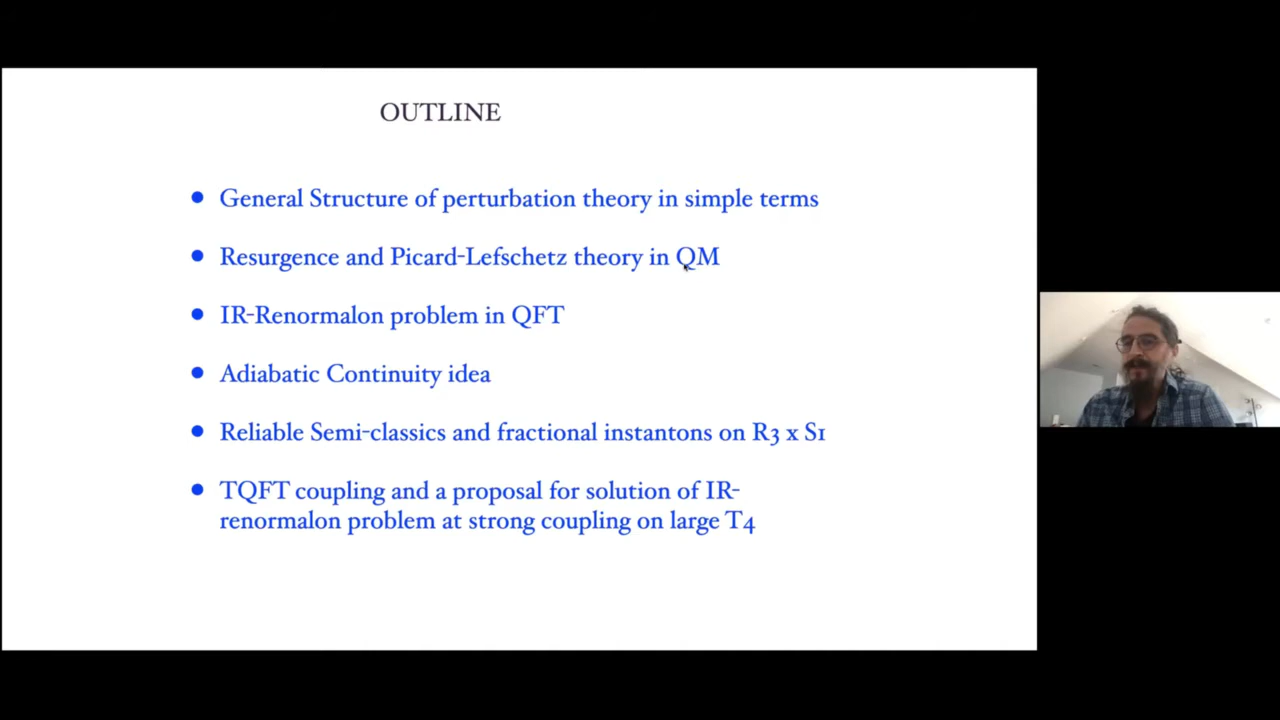 OUTLINE
● General Structure of perturbation theory in simple terms
● Resurgence and Picard-Lefschetz theory in QM
● IR-Renormalon problem in QFT
● Adiabatic Continuity idea
● Reliable Semi-classics and fractional instantons on R3 x S1
● TQFT coupling and a proposal for solution of IR-
renormalon problem at strong coupling on large T4